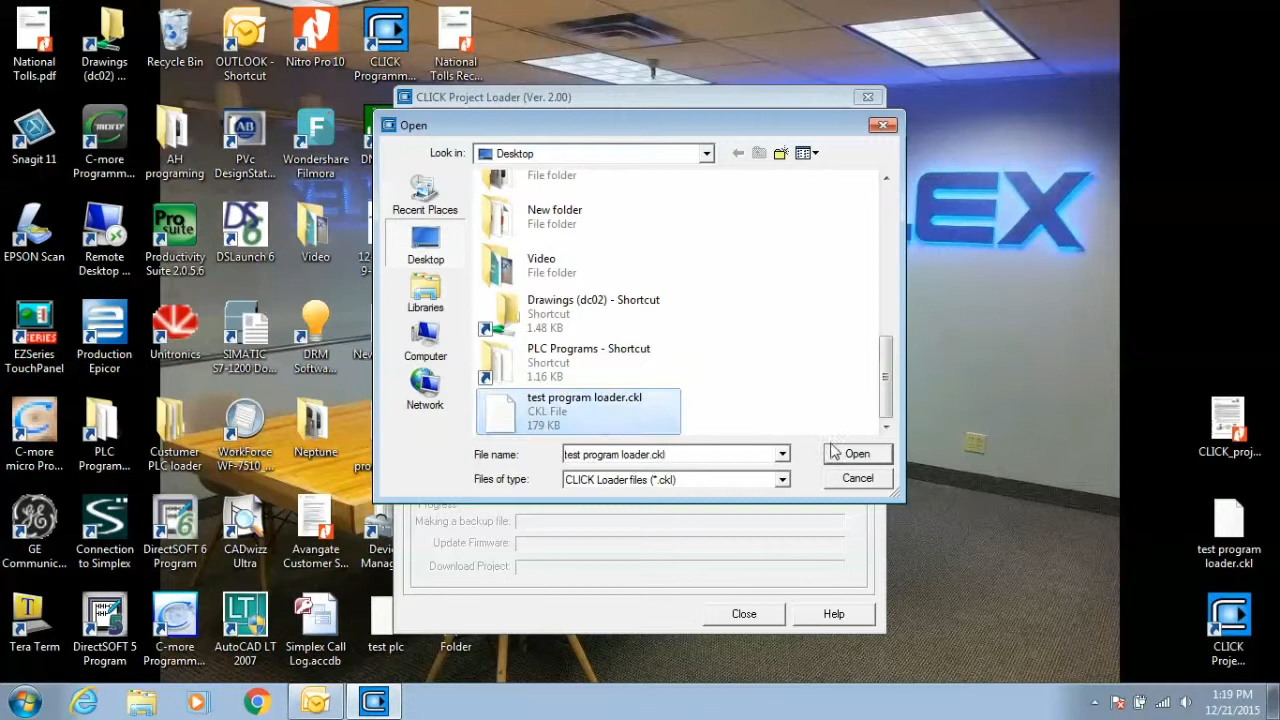 National
Tolls.pdf
Drawings
(dc02) ...
Recycle Bin
OUTLOOK -
Shortcut
Nitro Pro 10
CLICK
Programm...
National
Tolls Rec...
CLICK Project Loader (Ver. 2.00)
Open
Look in:
Desktop
Recent Places
Desktop
Libraries
Computer
Network
File folder
New folder
File folder
Video
File folder
Drawings (dc02) - Shortcut
Shortcut
1.48 KB
PLC Programs - Shortcut
Shortcut
1.16 KB
test program loader.ckl
CKL File
179 KB
File name:
test program loader.ckl
Open
Files of type:
CLICK Loader files (*.ckl)
Cancel
Progress
Making a backup file:
Update Firmware:
Download Project:
Close
Help
Snagit 11
C-more
Programm...
AH
programing
PVc
DesignStat...
Wondershare
Filmora
EX
EPSON Scan
Remote
Desktop ...
Productivity
Suite 2.0.5.6
DSLaunch 6
Video
EZSeries
TouchPanel
Production
Epicor
Unitronics
SIMATIC
S7-1200 Do...
DRM
Softwa...
C-more
micro Pro...
PLC
Program...
Custumer
PLC loader
WorkForce
WF-7510 ...
Neptune
CLICK_proj...
GE
Communic...
Connection
to Simplex
DirectSOFT 6
Program
CADwizz
Ultra
Avangate
Customer S...
test program
loader.ckl
Tera Term
DirectSOFT 5
Program
C-more
Programm...
AutoCAD LT
2007
Simplex Call
Log.accdb
test plc
Folder
CLICK
Proje...
1:19 PM
12/21/2015